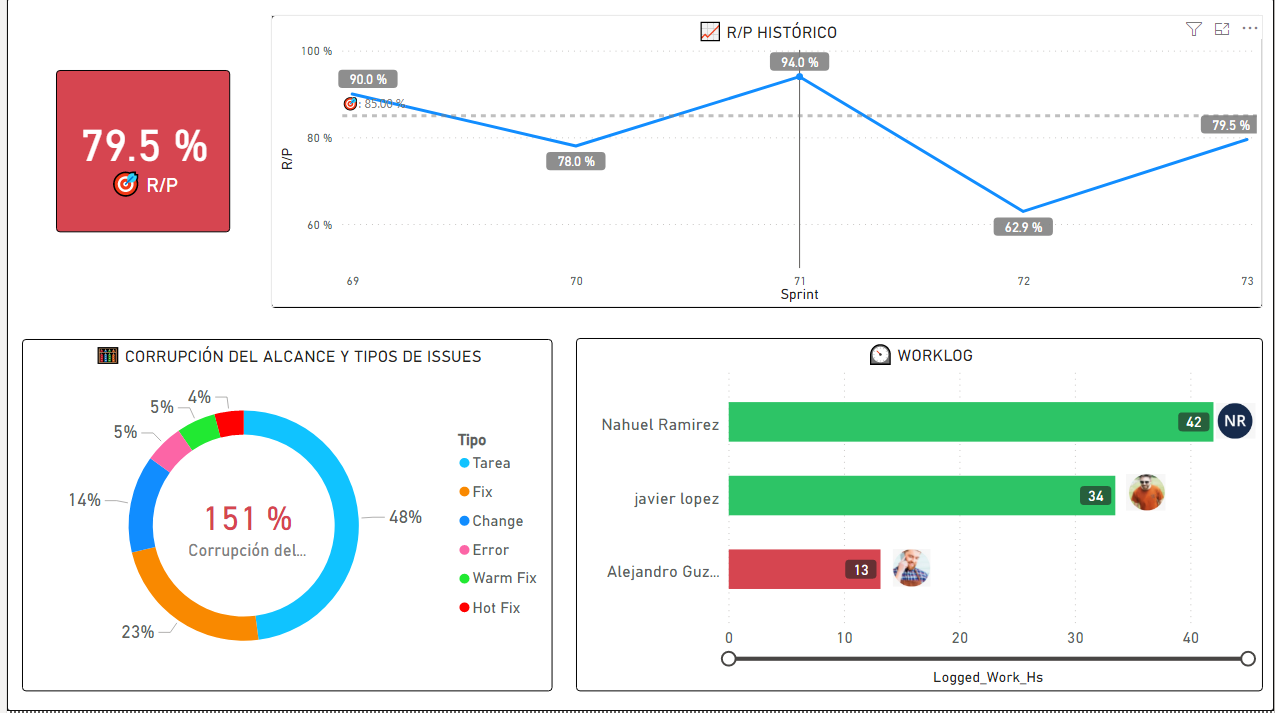 R/P HISTÓRICO
79.5 %
R/P
R/P
100 %
80 %
60 %
90.0 %
: 85.00 %
78.0 %
94.0 %
62.9 %
79.5 %
69
70
71
72
73
Sprint
CORRUPCIÓN DEL ALCANCE Y TIPOS DE ISSUES
4%
5%
5%
14%
23%
48%
151 %
Corrupción del...
Tipo
Tarea
Fix
Change
Error
Warm Fix
Hot Fix
WORKLOG
Nahuel Ramirez
42
NR
javier lopez
34
Alejandro Guz...
13
0
10
20
30
40
Logged_Work_Hs